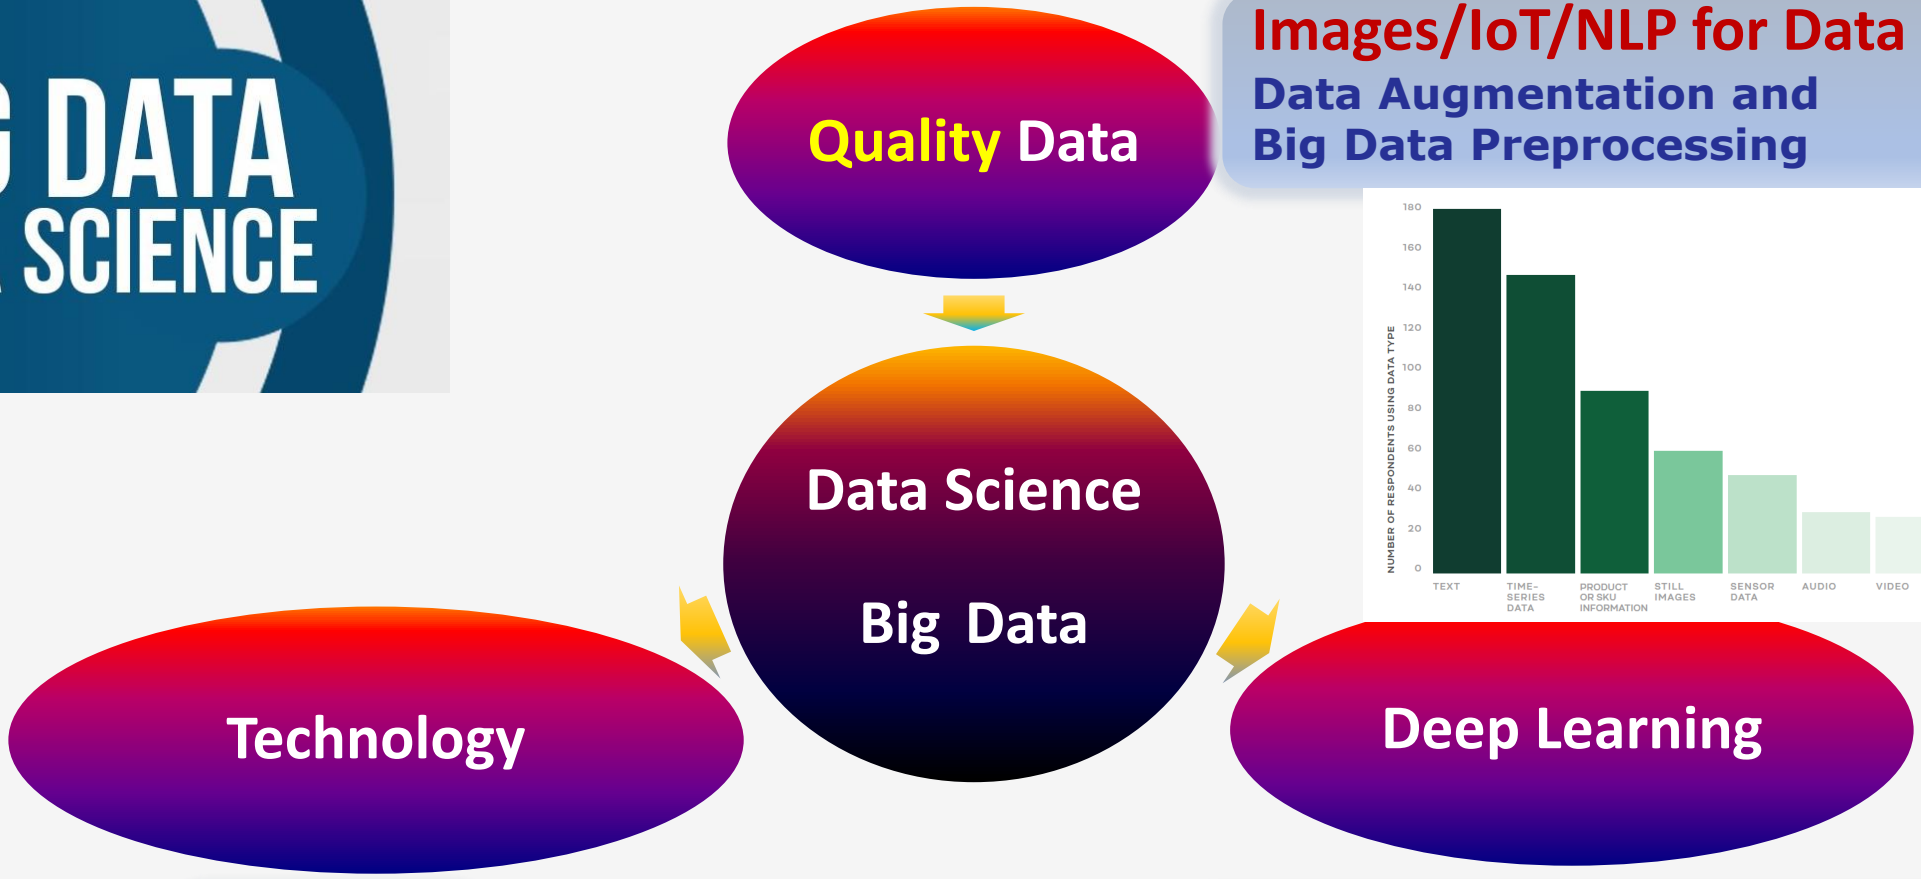 G DATA
SCIENCE
Quality Data
Images/IoT/NLP for Data
Data Augmentation and
Big Data Preprocessing
NUMBER OF RESPONDENTS USING DATA TYPE
180
160
140
120
100
80
60
40
20
0
TEXT
TIME-
SERIES
DATA
PRODUCT
OR SKU
INFORMATION
STILL
IMAGES
SENSOR
DATA
AUDIO
VIDEO
Data Science
Big Data
Technology
Deep Learning